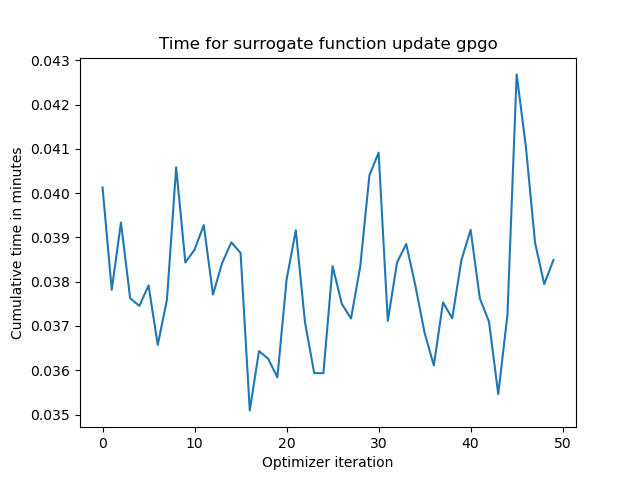 Time for surrogate function update gpgo
Cumulative time in minutes
0.043
0.042
0.041
0.040
0.039
0.038
0.037
0.036
0.035
0 10 20 30 40 50
Optimizer iteration